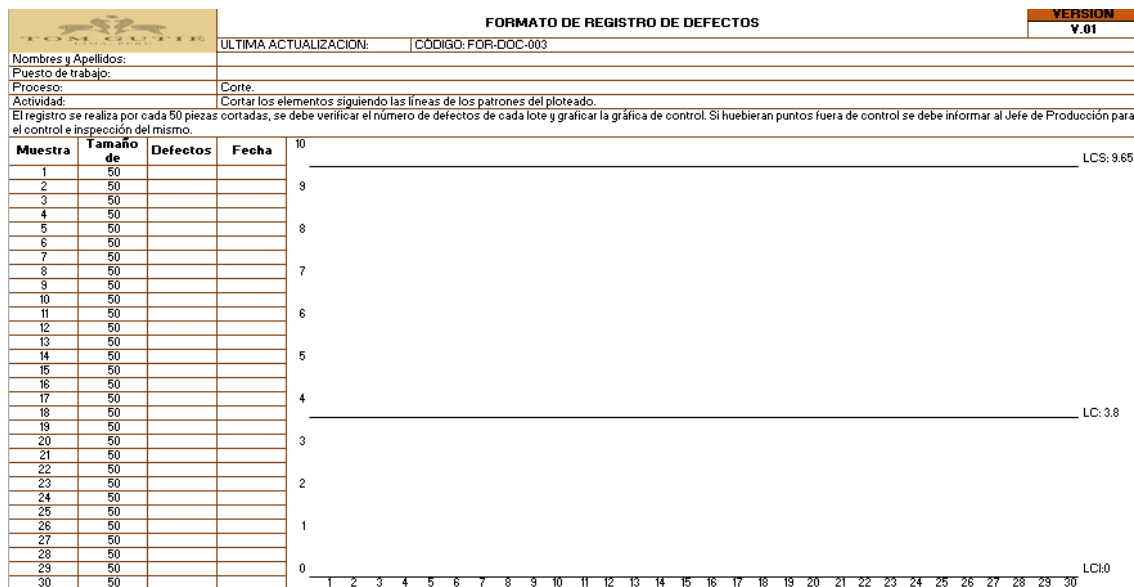 TOM GUTIE
LIMA PERU
FORMATO DE REGISTRO DE DEFECTOS
VERSION
V.01
ULTIMA ACTUALIZACION: CÓDIGO: FOR-DOC-003
Nombres y Apellidos:
Puesto de trabajo:
Proceso: Corte.
Actividad: Cortar los elementos siguiendo las líneas de los patrones del ploteado.
El registro se realiza por cada 50 piezas cortadas, se debe verificar el número de defectos de cada lote y graficar la gráfica de control. Si huebieran puntos fuera de control se debe informar al Jefe de Producción para
el control e inspección del mismo.
Muestra Tamaño de Defectos Fecha
1 50
2 50
3 50
4 50
5 50
6 50
7 50
8 50
9 50
10 50
11 50
12 50
13 50
14 50
15 50
16 50
17 50
18 50
19 50
20 50
21 50
22 50
23 50
24 50
25 50
26 50
27 50
28 50
29 50
30 50
10
LCS: 9.65
9
8
7
6
5
4
LC: 3.8
3
2
1
0
LCI:0
1 2 3 4 5 6 7 8 9 10 11 12 13 14 15 16 17 18 19 20 21 22 23 24 25 26 27 28 29 30